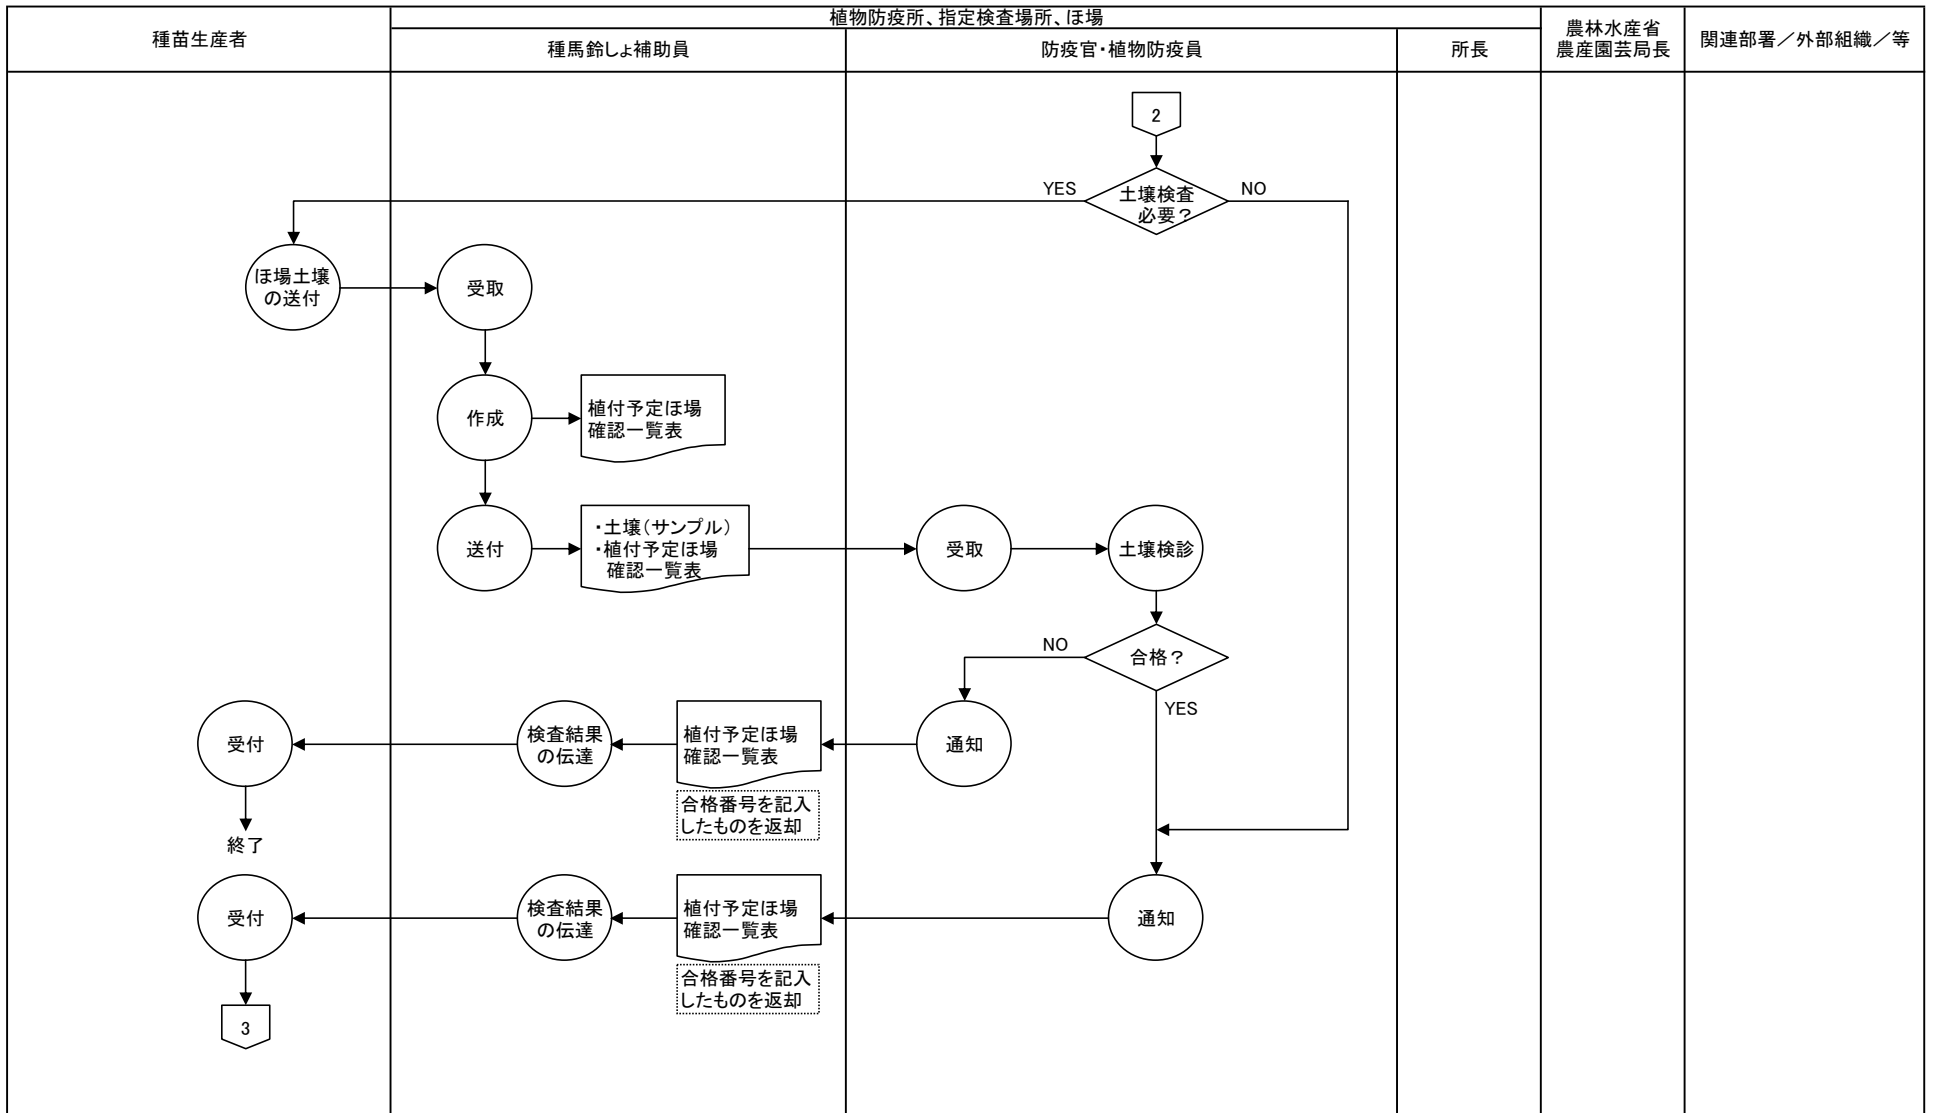 植物防疫所、指定検査場所、ほ場
種苗生産者
種馬鈴しょ補助員
防疫官・植物防疫員
所長
農林水産省
農産園芸局長
関連部署／外部組織／等
2
土壌検査
必要？
YES
NO
ほ場土壌
の送付
受取
作成
植付予定ほ場
確認一覧表
送付
・土壌（サンプル）
・植付予定ほ場
確認一覧表
受取
土壌検診
合格？
NO
YES
受付
検査結果
の伝達
植付予定ほ場
確認一覧表
通知
合格番号を記入
したものを返却
終了
受付
検査結果
の伝達
植付予定ほ場
確認一覧表
通知
合格番号を記入
したものを返却
3